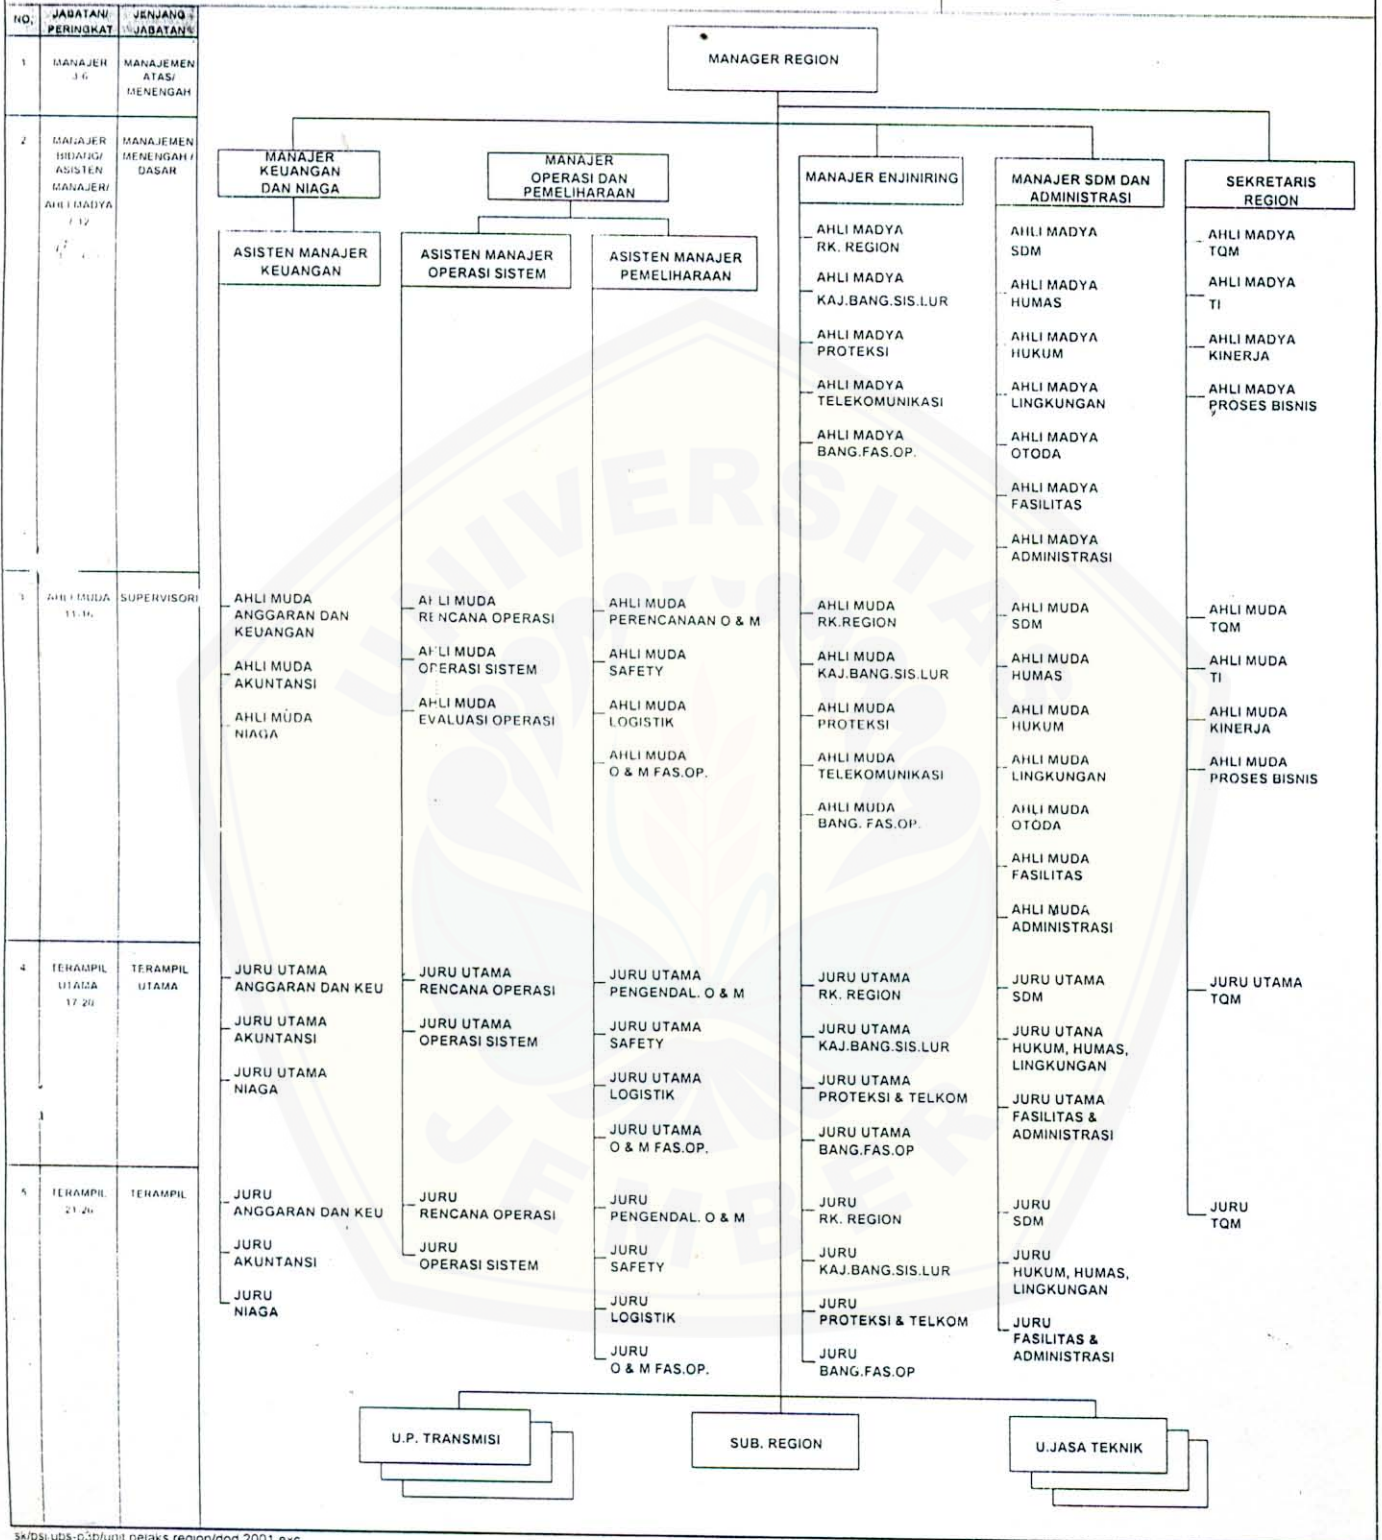 NO.
JABATAN/
PERINGKAT
JENJANG
JABATAN
1
MANAJER
3-6
MANAJEMEN
ATAS/
MENENGAH
MANAGER REGION
2
MANAJER
BIDANG/
ASISTEN
MANAJER/
AHLI MADYA
7-12
MANAJEMEN
MENENGAH /
DASAR
MANAJER
KEUANGAN
DAN NIAGA
MANAJER
OPERASI DAN
PEMELIHARAAN
MANAJER ENJINIRING
MANAJER SDM DAN
ADMINISTRASI
SEKRETARIS
REGION
ASISTEN MANAJER
KEUANGAN
ASISTEN MANAJER
OPERASI SISTEM
ASISTEN MANAJER
PEMELIHARAAN
AHLI MADYA
RK. REGION
AHLI MADYA
KAJ.BANG.SIS.LUR
AHLI MADYA
PROTEKSI
AHLI MADYA
TELEKOMUNIKASI
AHLI MADYA
BANG.FAS.OP.
AHLI MADYA
SDM
AHLI MADYA
HUMAS
AHLI MADYA
HUKUM
AHLI MADYA
LINGKUNGAN
AHLI MADYA
OTODA
AHLI MADYA
FASILITAS
AHLI MADYA
ADMINISTRASI
AHLI MADYA
TQM
AHLI MADYA
TI
AHLI MADYA
KINERJA
AHLI MADYA
PROSES BISNIS
3
AHLI MUDA
11-16
SUPERVISORI
AHLI MUDA
ANGGARAN DAN
KEUANGAN
AHLI MUDA
AKUNTANSI
AHLI MUDA
NIAGA
AHLI MUDA
RENCANA OPERASI
AHLI MUDA
OPERASI SISTEM
AHLI MUDA
EVALUASI OPERASI
AHLI MUDA
PERENCANAAN O & M
AHLI MUDA
SAFETY
AHLI MUDA
LOGISTIK
AHLI MUDA
O & M FAS.OP.
AHLI MUDA
RK.REGION
AHLI MUDA
KAJ.BANG.SIS.LUR
AHLI MUDA
PROTEKSI
AHLI MUDA
TELEKOMUNIKASI
AHLI MUDA
BANG. FAS.OP.
AHLI MUDA
SDM
AHLI MUDA
HUMAS
AHLI MUDA
HUKUM
AHLI MUDA
LINGKUNGAN
AHLI MUDA
OTODA
AHLI MUDA
FASILITAS
AHLI MUDA
ADMINISTRASI
AHLI MUDA
TQM
AHLI MUDA
TI
AHLI MUDA
KINERJA
AHLI MUDA
PROSES BISNIS
4
TERAMPIL
UTAMA
17-20
TERAMPIL
UTAMA
JURU UTAMA
ANGGARAN DAN KEU
JURU UTAMA
AKUNTANSI
JURU UTAMA
NIAGA
JURU UTAMA
RENCANA OPERASI
JURU UTAMA
OPERASI SISTEM
JURU UTAMA
PENGENDAL. O & M
JURU UTAMA
SAFETY
JURU UTAMA
LOGISTIK
JURU UTAMA
O & M FAS.OP.
JURU UTAMA
RK. REGION
JURU UTAMA
KAJ.BANG.SIS.LUR
JURU UTAMA
PROTEKSI & TELKOM
JURU UTAMA
BANG.FAS.OP
JURU UTAMA
SDM
JURU UTANA
HUKUM, HUMAS,
LINGKUNGAN
JURU UTAMA
FASILITAS &
ADMINISTRASI
JURU UTAMA
TQM
5
TERAMPIL
21-26
TERAMPIL
JURU
ANGGARAN DAN KEU
JURU
AKUNTANSI
JURU
NIAGA
JURU
RENCANA OPERASI
JURU
OPERASI SISTEM
JURU
PENGENDAL. O & M
JURU
SAFETY
JURU
LOGISTIK
JURU
O & M FAS.OP.
JURU
RK. REGION
JURU
KAJ.BANG.SIS.LUR
JURU
PROTEKSI & TELKOM
JURU
BANG.FAS.OP
JURU
SDM
JURU
HUKUM, HUMAS,
LINGKUNGAN
JURU
FASILITAS &
ADMINISTRASI
JURU
TQM
U.P. TRANSMISI
SUB. REGION
U.JASA TEKNIK
UNIVERSITAS
JEMBER